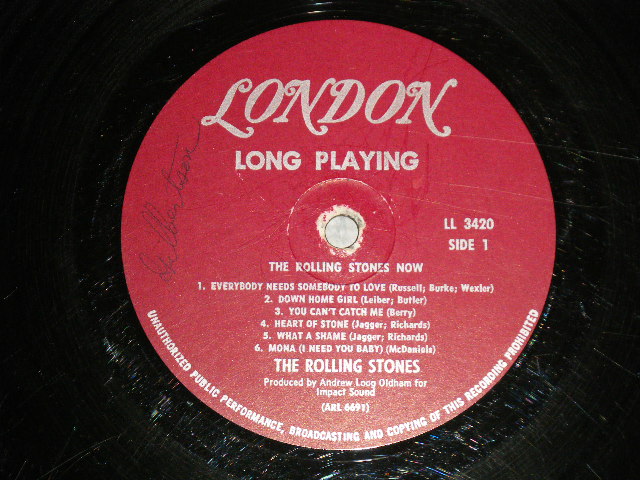 LONDON
LONG PLAYING
LL 3420
SIDE 1
THE ROLLING STONES NOW
1. EVERYBODY NEEDS SOMEBODY TO LOVE (Russell; Burke; Wexler)
2. DOWN HOME GIRL (Leiber; Butler)
3. YOU CAN'T CATCH ME (Berry)
4. HEART OF STONE (Jagger; Richards)
5. WHAT A SHAME (Jagger; Richards)
6. MONA (I NEED YOU BABY) (McDaniels)
THE ROLLING STONES
Produced by Andrew Loog Oldham for
Impact Sound
(ARL 6691)
UNAUTHORIZED PUBLIC PERFORMANCE, BROADCASTING AND COPYING OF THIS RECORDING PROHIBITED